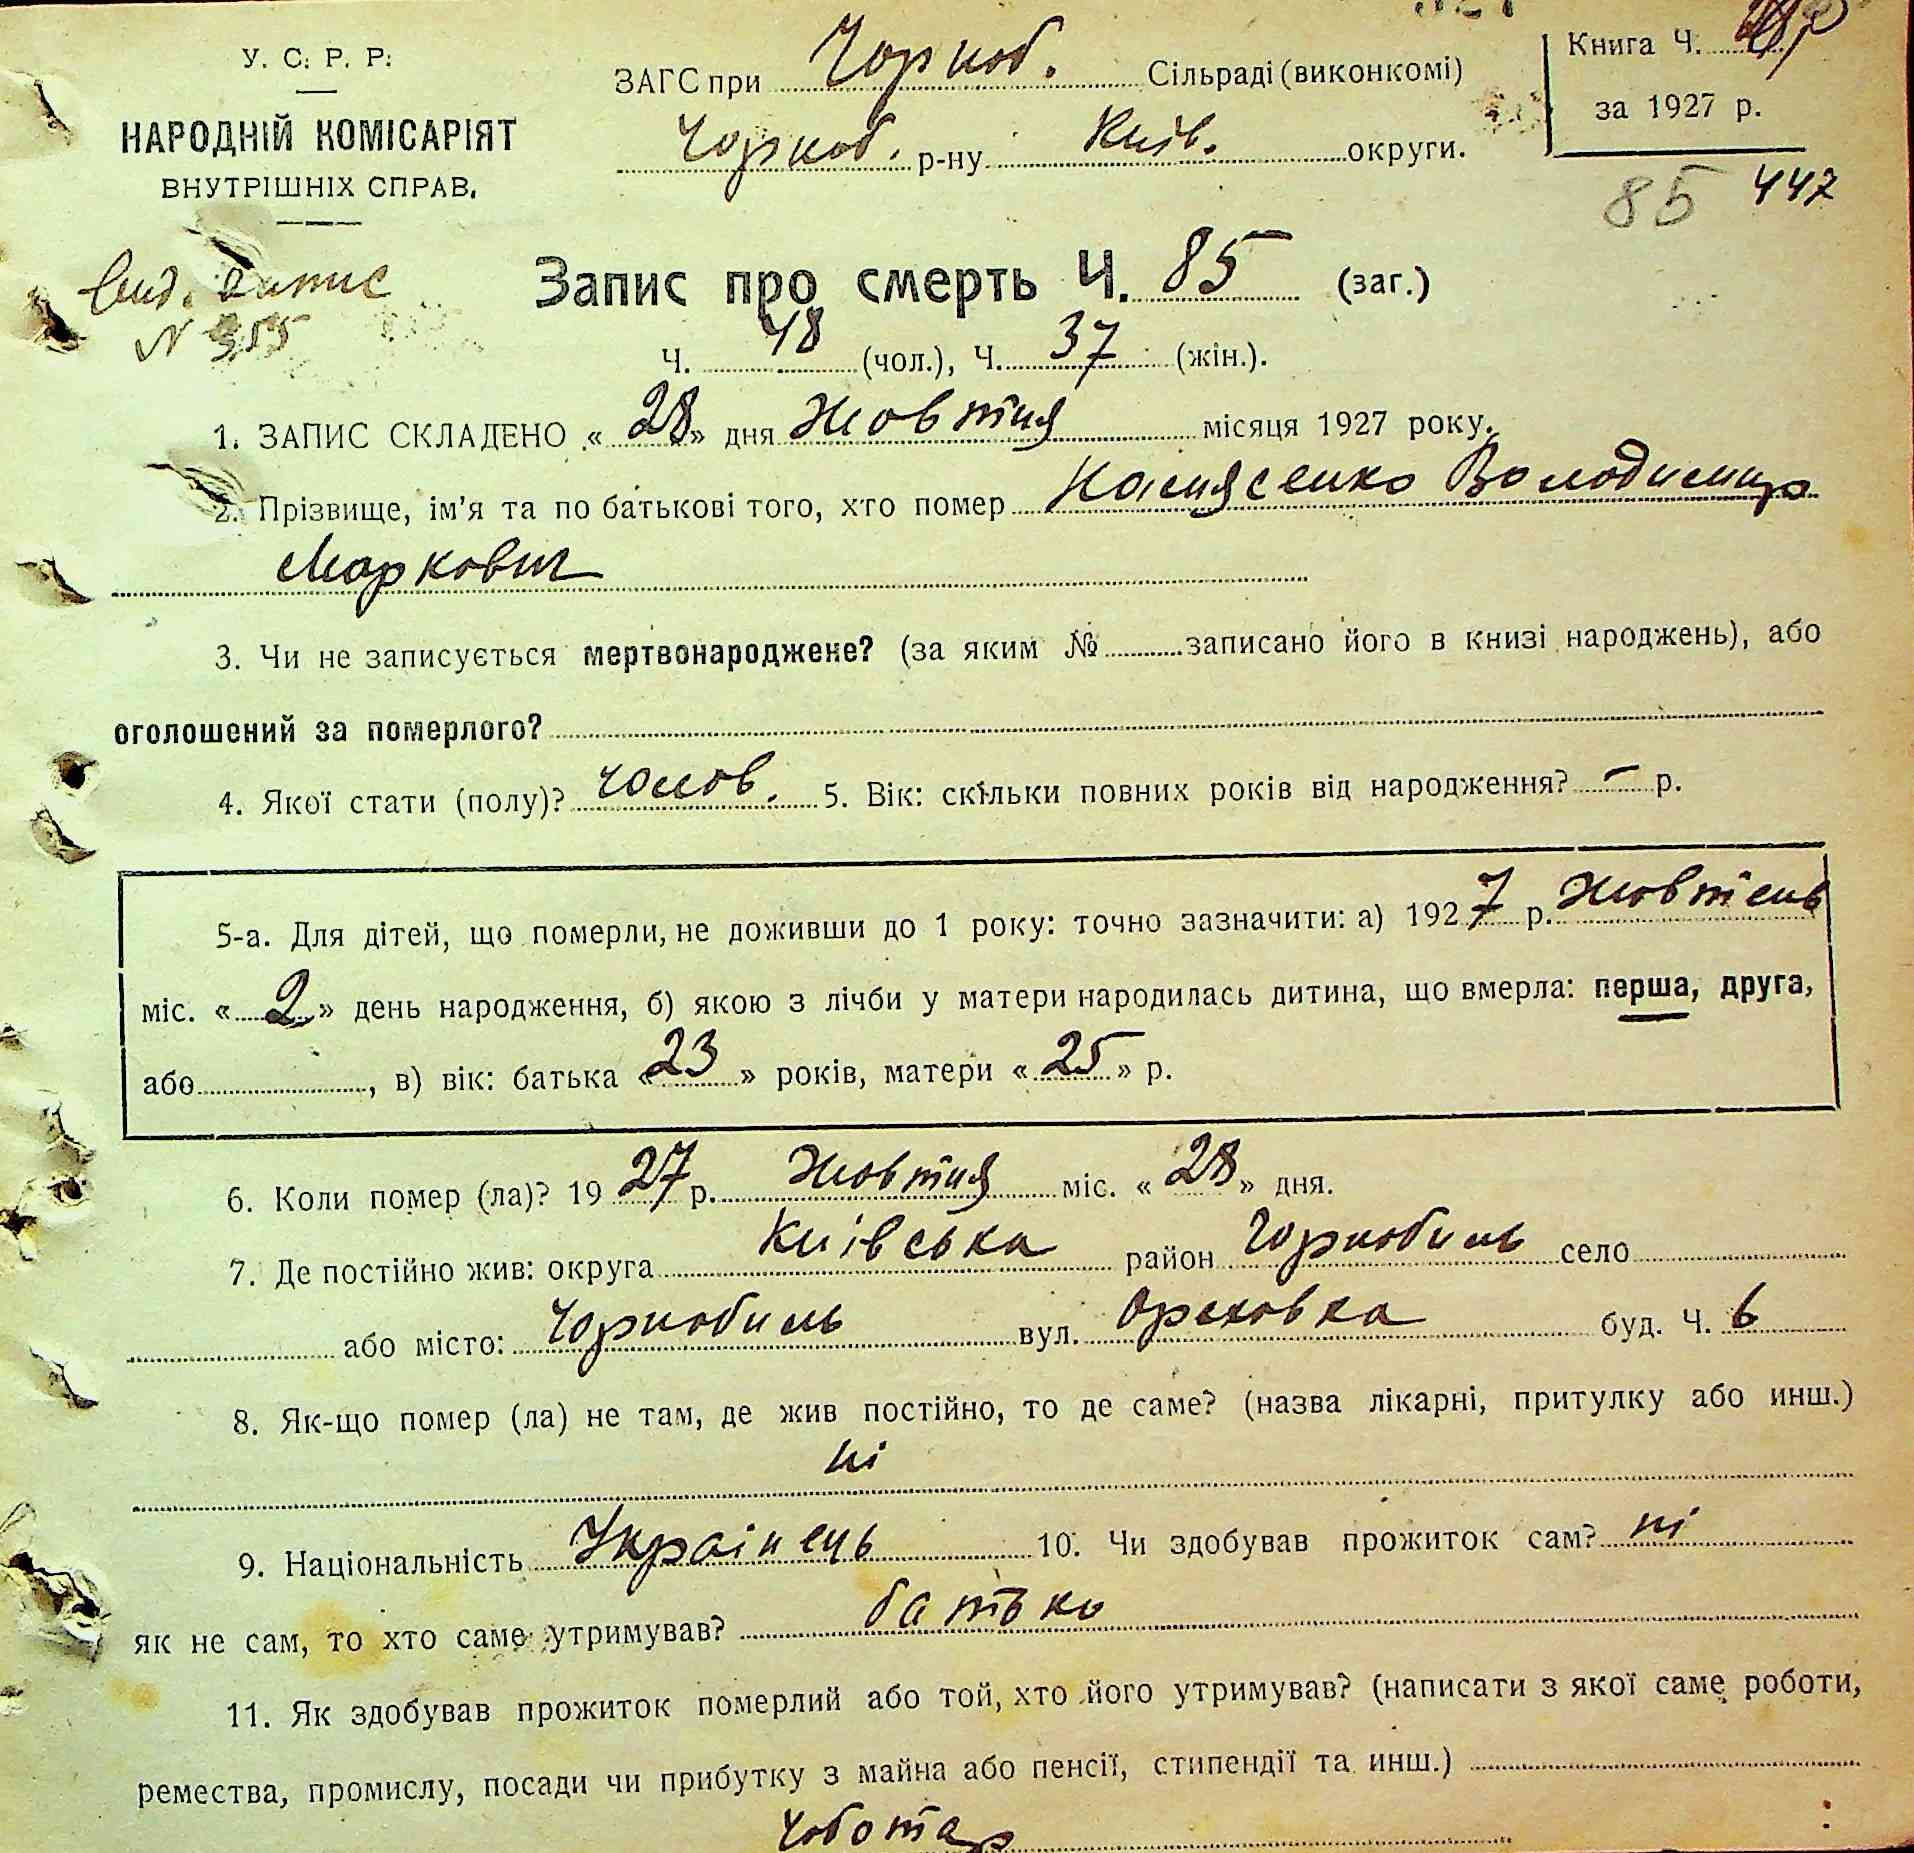 У. С. Р. Р.
НАРОДНІЙ КОМІСАРІЯТ
ВНУТРІШНІХ СПРАВ.
ЗАГС при Чорноб. Сільраді (виконкомі)
Чорноб. р-ну Київ. округи.
Книга Ч.
за 1927 р.
85 447
Вид. витяг
N 355
Запис про смерть Ч. 85 (заг.)
Ч. 48 (чол.), Ч. 37 (жін.).
1. ЗАПИС СКЛАДЕНО « 28 » дня Жовтня місяця 1927 року.
2. Прізвище, ім'я та по батькові того, хто помер Володимир
Маркович
3. Чи не записується мертвонароджене? (за яким № записано його в книзі народжень), або
оголошений за померлого?
4. Якої стати (полу)? чолов. 5. Вік: скільки повних років від народження? – р.
5-а. Для дітей, що померли, не доживши до 1 року: точно зазначити: а) 1927 р. Жовтень
міс. « 2 » день народження, б) якою з лічби у матери народилась дитина, що вмерла: перша, друга,
або , в) вік: батька « 23 » років, матери « 25 » р.
6. Коли помер (ла)? 1927 р. Жовтня міс. « 28 » дня.
7. Де постійно жив: округа Київська район Чорнобиль село
або місто: Чорнобиль вул. Ореховка буд. Ч. 6
8. Як-що помер (ла) не там, де жив постійно, то де саме? (назва лікарні, притулку або инш.)
ні
9. Національність Українець 10. Чи здобував прожиток сам? ні
як не сам, то хто саме утримував? батько
11. Як здобував прожиток померлий або той, хто його утримував? (написати з якої саме роботи,
ремества, промислу, посади чи прибутку з майна або пенсії, стипендії та инш.)
Чоботар